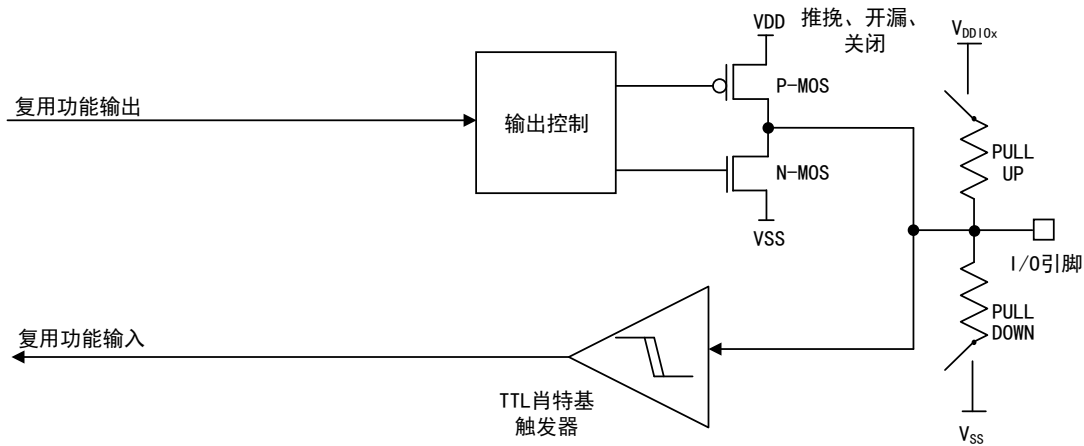 VDD
推挽、开漏、
关闭
VDDIOx
复用功能输出
输出控制
P-MOS
N-MOS
VSS
PULL
UP
I/O引脚
PULL
DOWN
复用功能输入
TTL肖特基
触发器
VSS